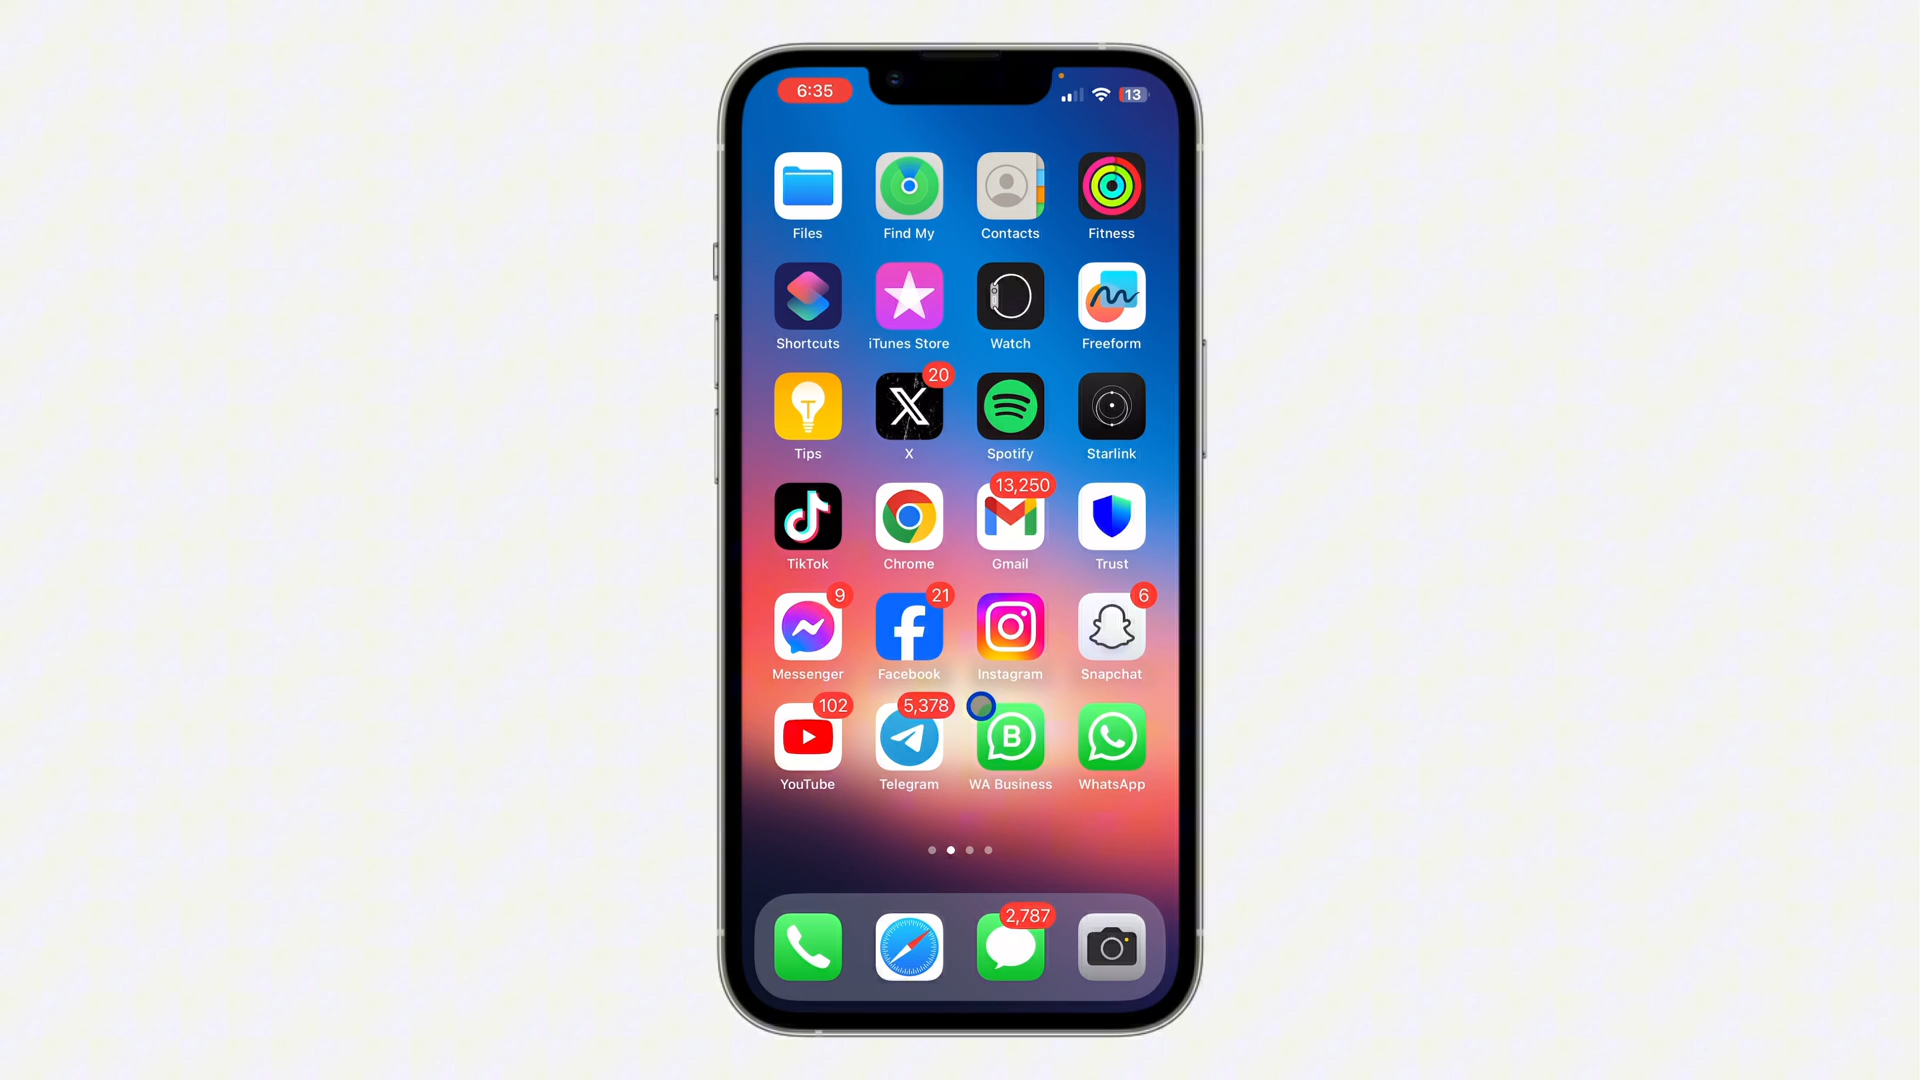 6:35
13
Files Find My Contacts Fitness
Shortcuts iTunes Store Watch Freeform
20
T
X
Tips X Spotify Starlink
13,250
TikTok Chrome Gmail Trust
9 21 6
Messenger Facebook Instagram Snapchat
102 5,378
B
YouTube Telegram WA Business WhatsApp
2,787